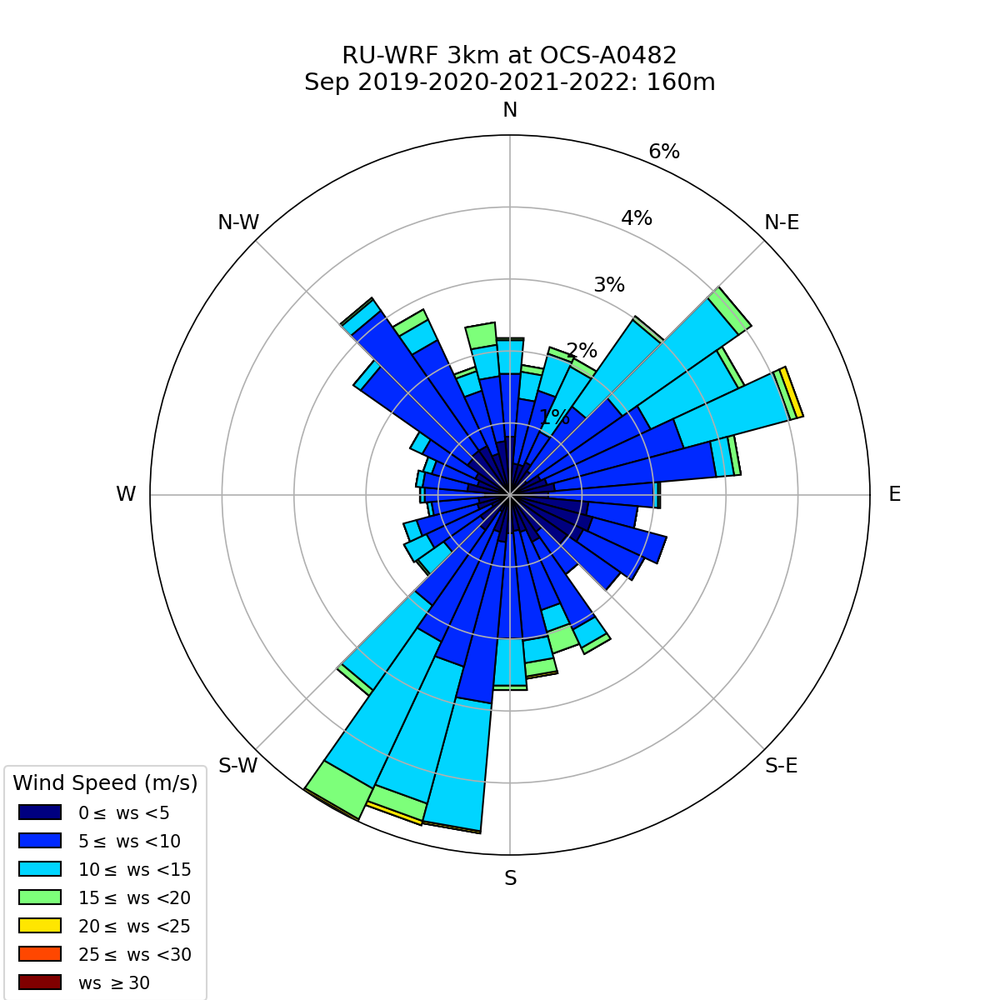 RU-WRF 3km at OCS-A0482
Sep 2019-2020-2021-2022: 160m
N
6%
N-W
4%
N-E
3%
2%
1%
W
E
S-W
S-E
S
Wind Speed (m/s)
0≤ ws <5
5≤ ws <10
10≤ ws <15
15≤ ws <20
20≤ ws <25
25≤ ws <30
ws ≥30